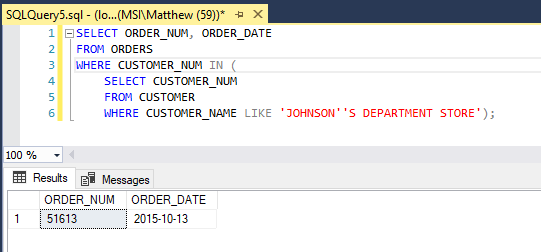 SQLQuery5.sql - (lo...(MSI\Matthew (59))*
1 SELECT ORDER_NUM, ORDER_DATE
2 FROM ORDERS
3 WHERE CUSTOMER_NUM IN (
4 SELECT CUSTOMER_NUM
5 FROM CUSTOMER
6 WHERE CUSTOMER_NAME LIKE 'JOHNSON''S DEPARTMENT STORE');
100 %
Results Messages
ORDER_NUM ORDER_DATE
1 51613 2015-10-13